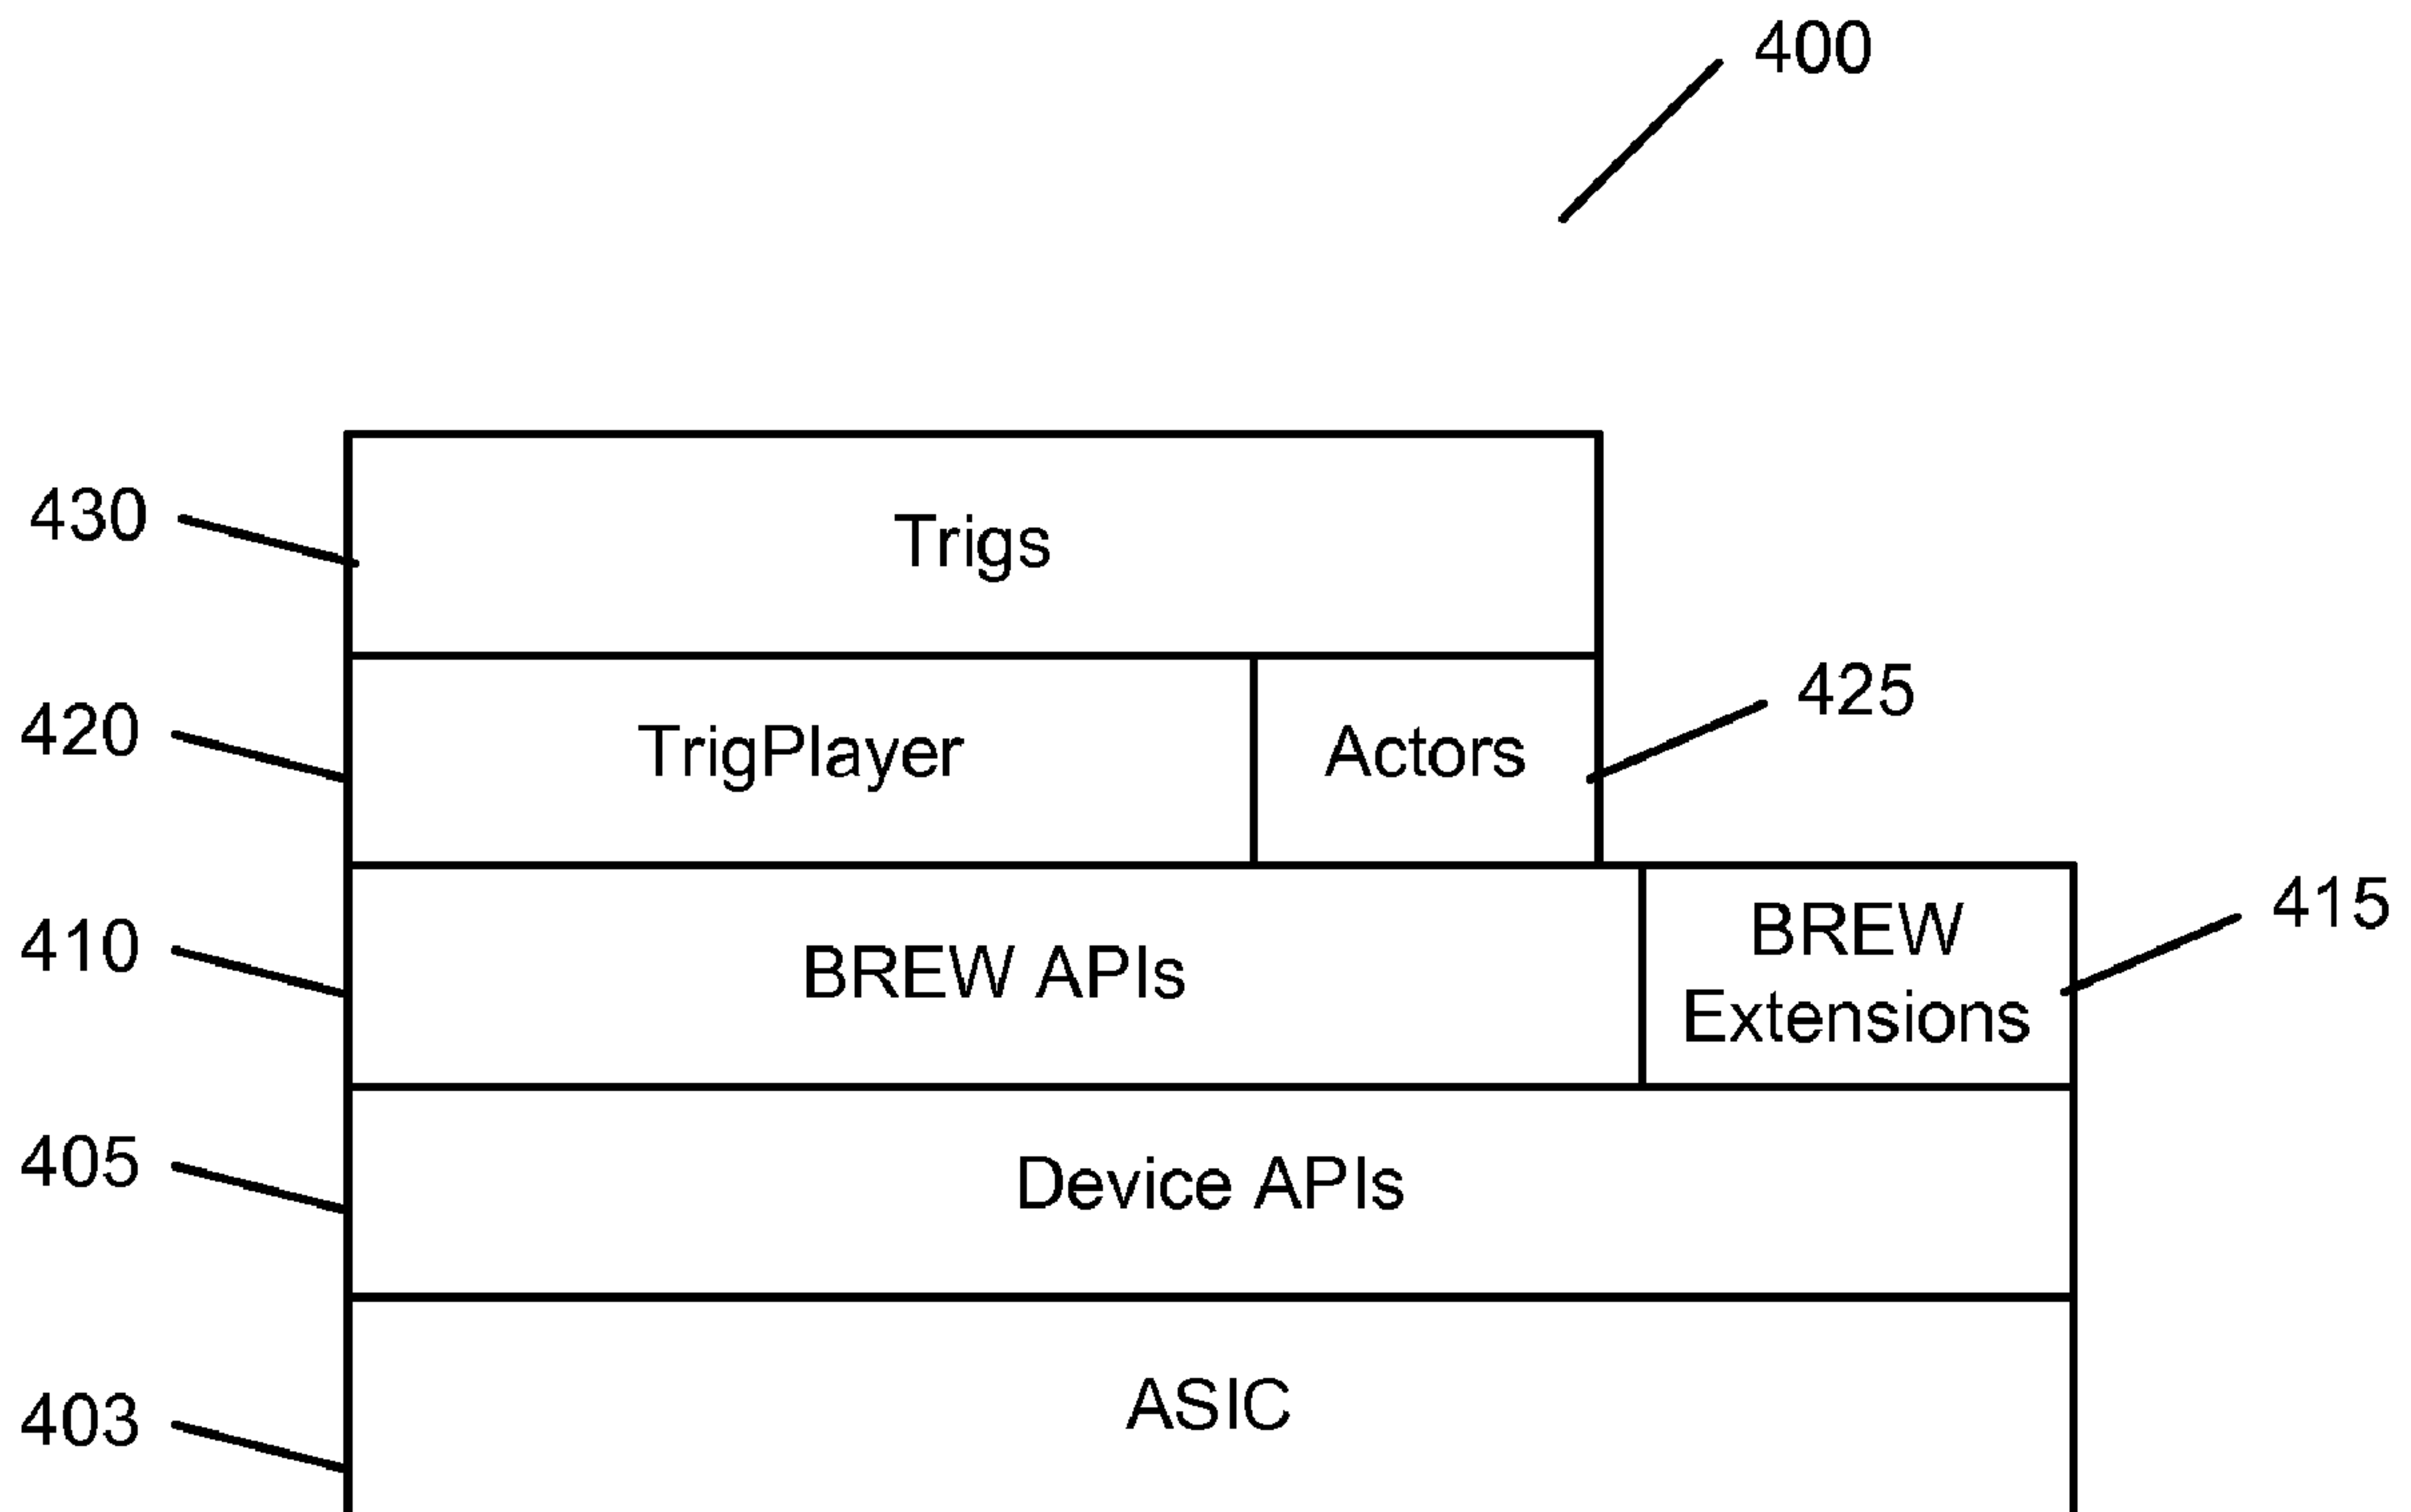 400
430
Trigs
420
TrigPlayer
Actors
425
410
BREW APIs
BREW
Extensions
415
405
Device APIs
403
ASIC